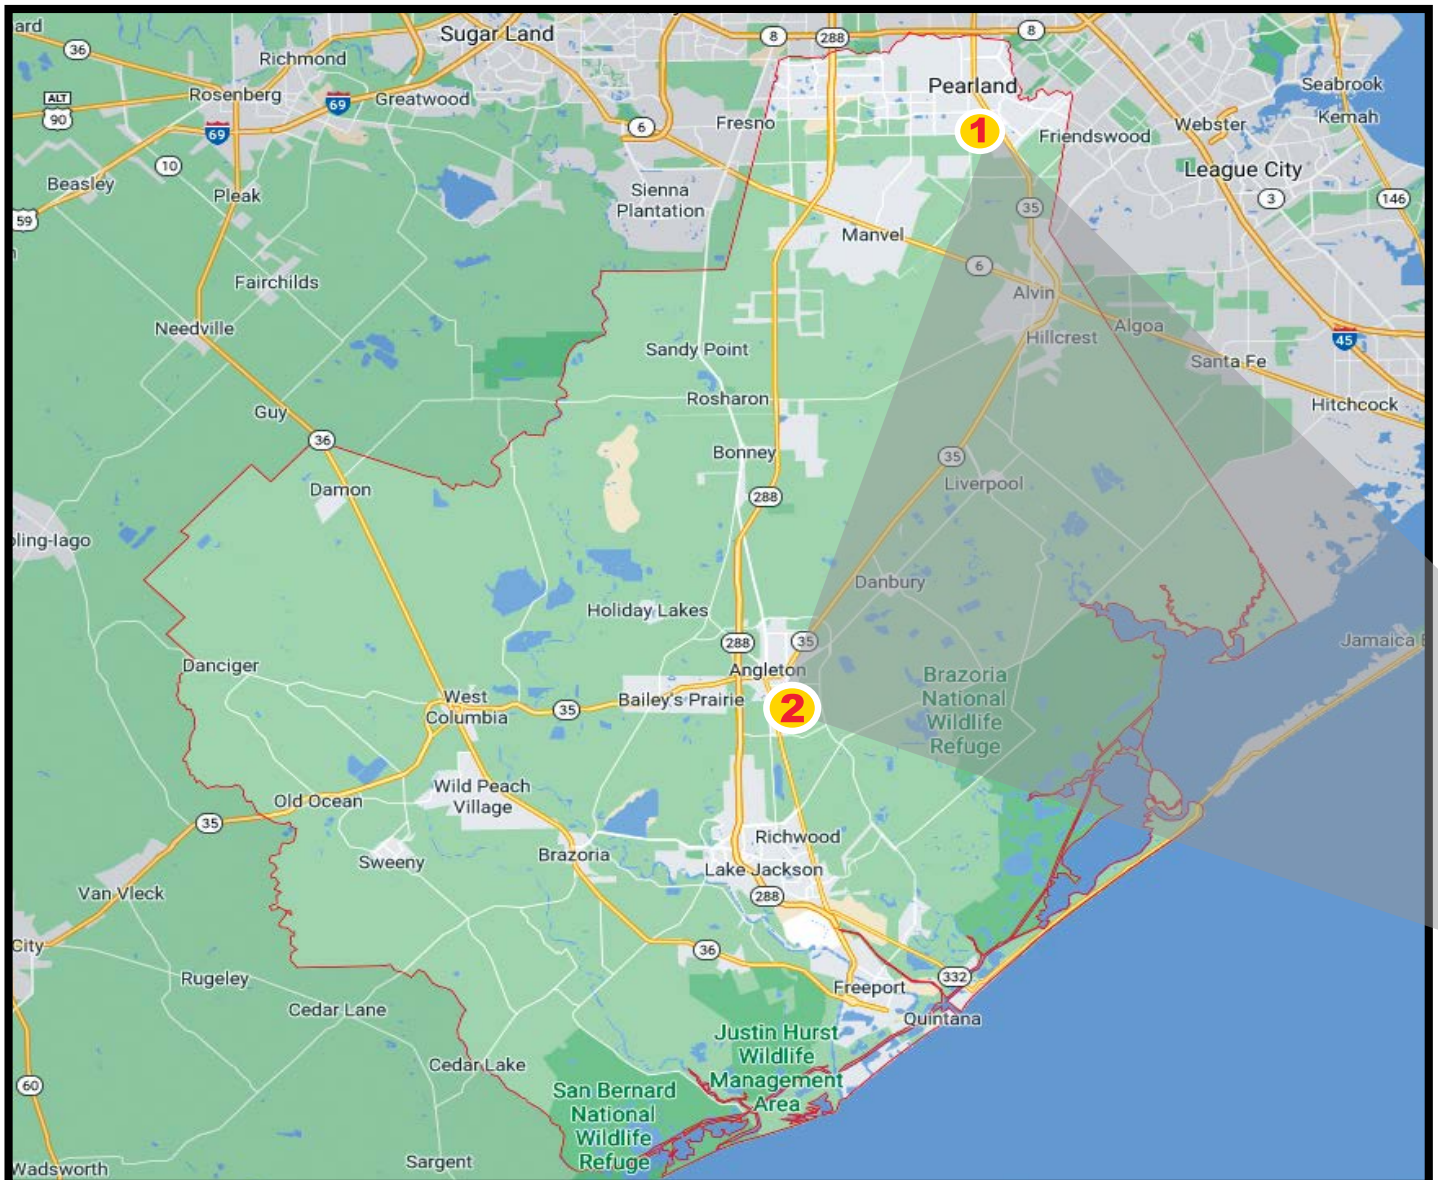 ard
Sugar Land
36
Richmond
8
288
8
Pearland
Seabrook
ALT
90
Rosenberg
69
Greatwood
Kemah
69
6
Fresno
1
Friendswood
Webster
10
League City
Beasley
Pleak
Sienna
Plantation
3
146
59
35
Manvel
6
Fairchilds
Alvin
Needville
Hillcrest
Algoa
45
Sandy Point
Santa Fe
Rosharon
Hitchcock
Guy
36
Bonney
35
Damon
Liverpool
288
ling-Iago
Danbury
Holiday Lakes
288
35
Jamaica B
Danciger
Angleton
Brazoria
National
Wildlife
Refuge
West
Columbia
35
Bailey's Prairie
2
Wild Peach
Village
Old Ocean
35
Richwood
Sweeny
Brazoria
Lake Jackson
Van Vleck
288
City
36
Rugeley
332
Freeport
Cedar Lane
Quintana
Justin Hurst
Wildlife
Management
Area
Cedar Lake
60
San Bernard
National
Wildlife
Refuge
Wadsworth
Sargent